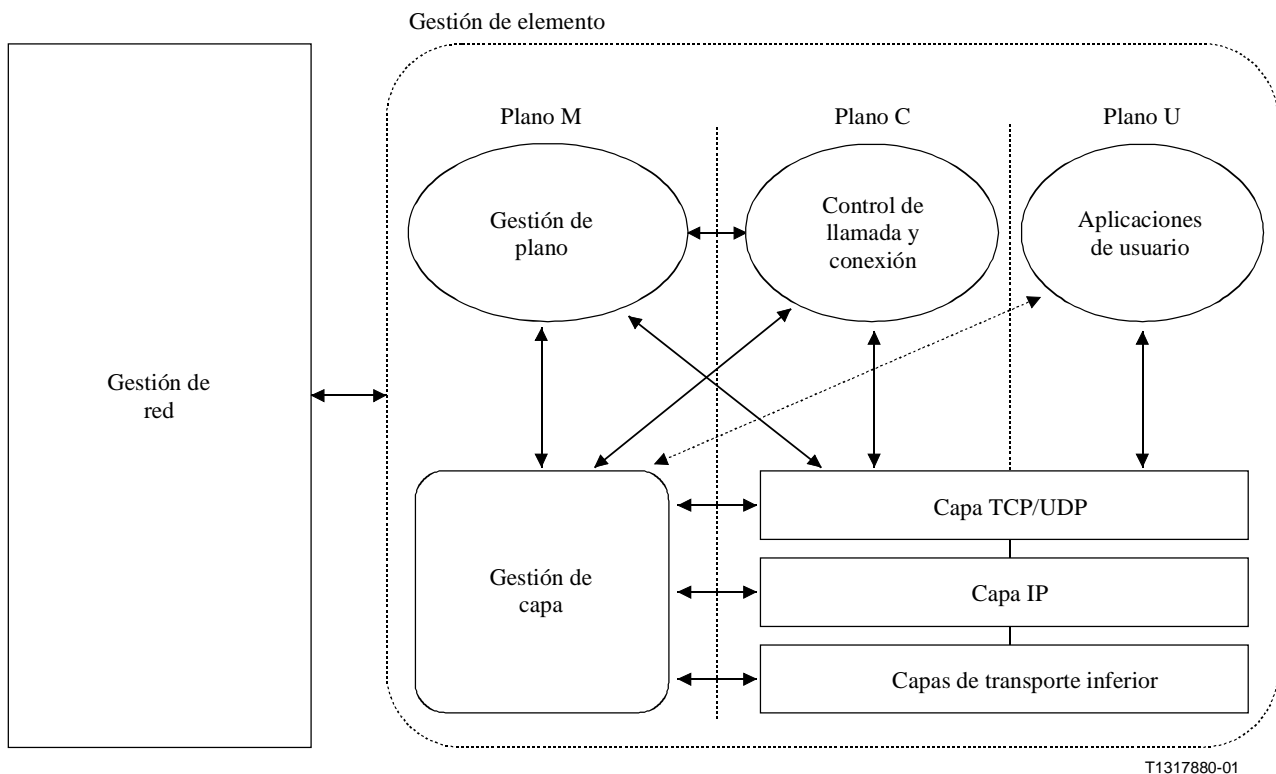 Gestión de elemento
Plano M
Plano C
Plano U
Gestión de
plano
Control de
llamada y
conexión
Aplicaciones
de usuario
Gestión de
red
Capa TCP/UDP
Gestión de
capa
Capa IP
Capas de transporte inferior
T1317880-01